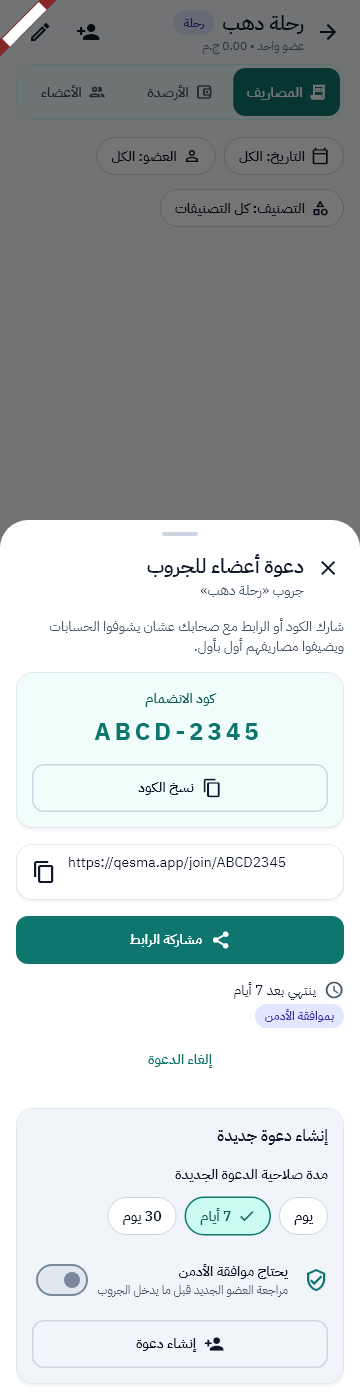 رحلة دهب
رحلة
عضو واحد • 0.00 ج.م
المصاريف
الأرصدة
الأعضاء
التاريخ: الكل
العضو: الكل
التصنيف: كل التصنيفات
دعوة أعضاء للجروب
جروب «رحلة دهب»
شارك الكود أو الرابط مع صحابك عشان يشوفوا الحسابات
ويضيفوا مصاريفهم أول بأول.
كود الانضمام
ABCD-2345
نسخ الكود
https://qesma.app/join/ABCD2345
مشاركة الرابط
ينتهي بعد 7 أيام
بموافقة الأدمن
إلغاء الدعوة
إنشاء دعوة جديدة
مدة صلاحية الدعوة الجديدة
يوم
7 أيام
30 يوم
يحتاج موافقة الأدمن
مراجعة العضو الجديد قبل ما يدخل الجروب
إنشاء دعوة